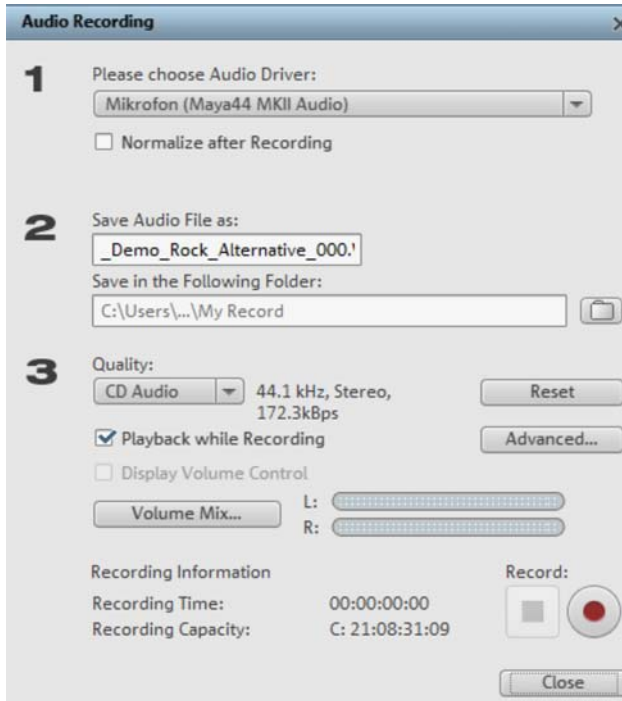 Audio Recording
1
Please choose Audio Driver:
Mikrofon (Maya44 MKII Audio)
Normalize after Recording
2
Save Audio File as:
_Demo_Rock_Alternative_000.
Save in the Following Folder:
C:\Users\...\My Record
3
Quality:
CD Audio 44.1 kHz, Stereo, Reset
172.3kBps
Playback while Recording Advanced...
Display Volume Control
Volume Mix... L:
R:
Recording Information Record:
Recording Time: 00:00:00:00
Recording Capacity: C: 21:08:31:09
Close